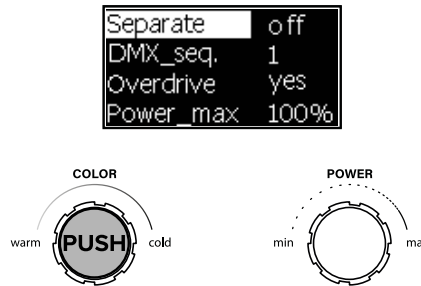 Separate off
DMX_seq. 1
Overdrive yes
Power_max 100%
COLOR POWER
warm PUSH cold min